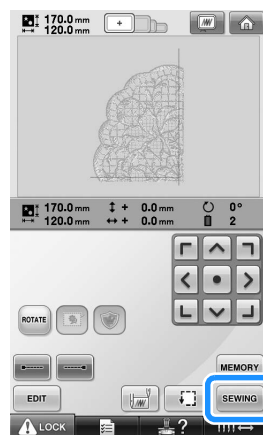 170.0 mm
120.0 mm
170.0 mm + 0.0 mm 0°
120.0 mm + 0.0 mm 2
ROTATE
MEMORY
EDIT
SEWING
LOCK
?